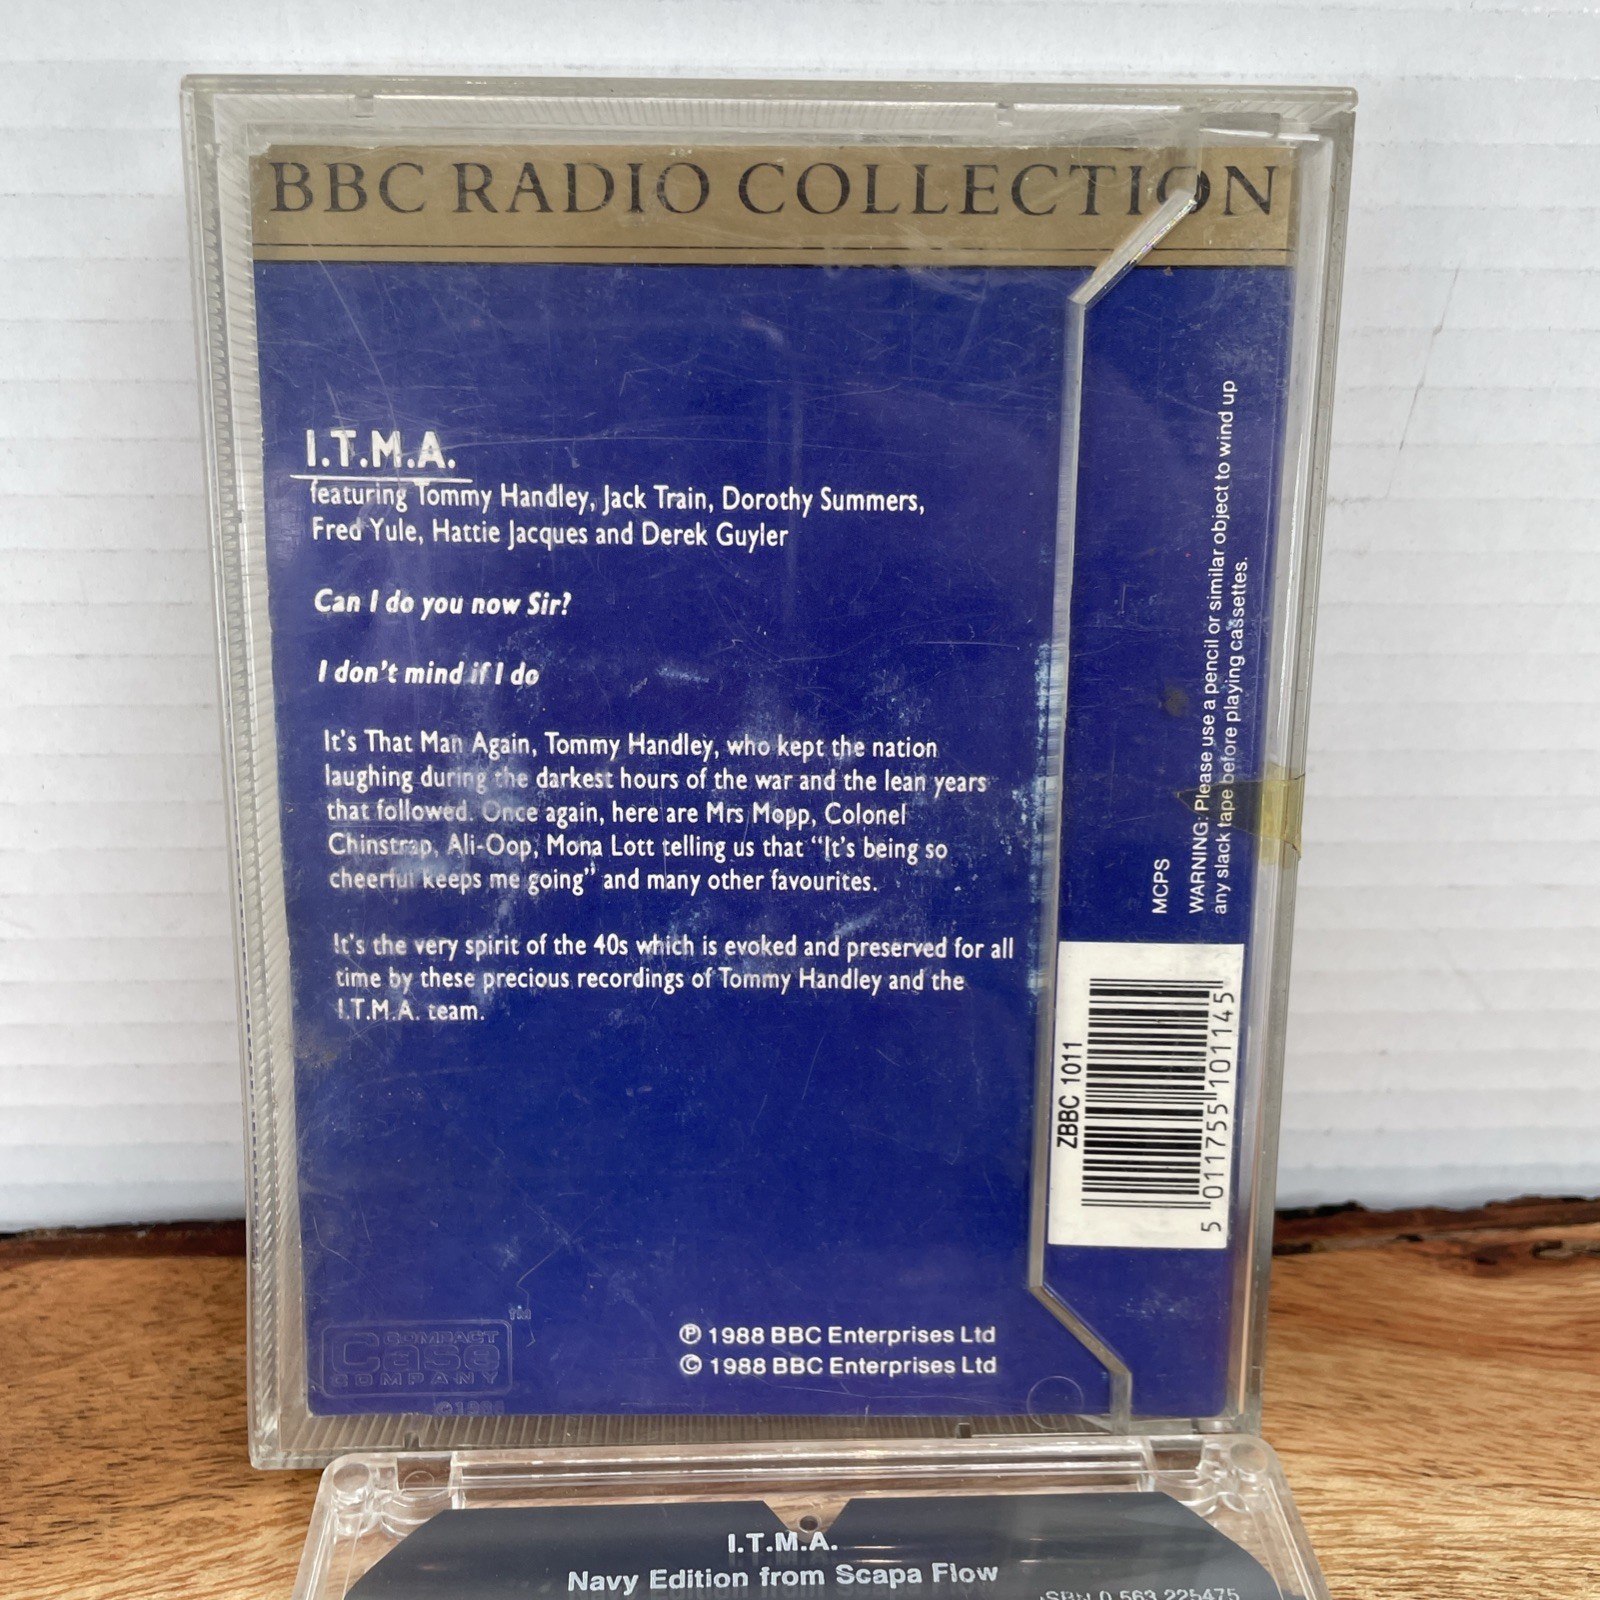 BBC RADIO COLLECTION
I.T.M.A.
featuring Tommy Handley, Jack Train, Dorothy Summers,
Fred Yule, Hattie Jacques and Derek Guyler
Can I do you now Sir?
I don't mind if I do
It's That Man Again, Tommy Handley, who kept the nation
laughing during the darkest hours of the war and the lean years
that followed. Once again, here are Mrs Mopp, Colonel
Chinstrap, Ali-Oop, Mona Lott telling us that "It's being so
cheerful keeps me going" and many other favourites.
It's the very spirit of the 40s which is evoked and preserved for all
time by these precious recordings of Tommy Handley and the
I.T.M.A. team.
℗ 1988 BBC Enterprises Ltd
© 1988 BBC Enterprises Ltd
COMPACT
Case
COMPANY
TM
©1986
MCPS
WARNING: Please use a pencil or similar object to wind up
any slack tape before playing cassettes.
ZBBC 1011
5 011755 101145
I.T.M.A.
Navy Edition from Scapa Flow
ISBN 0 563 225475